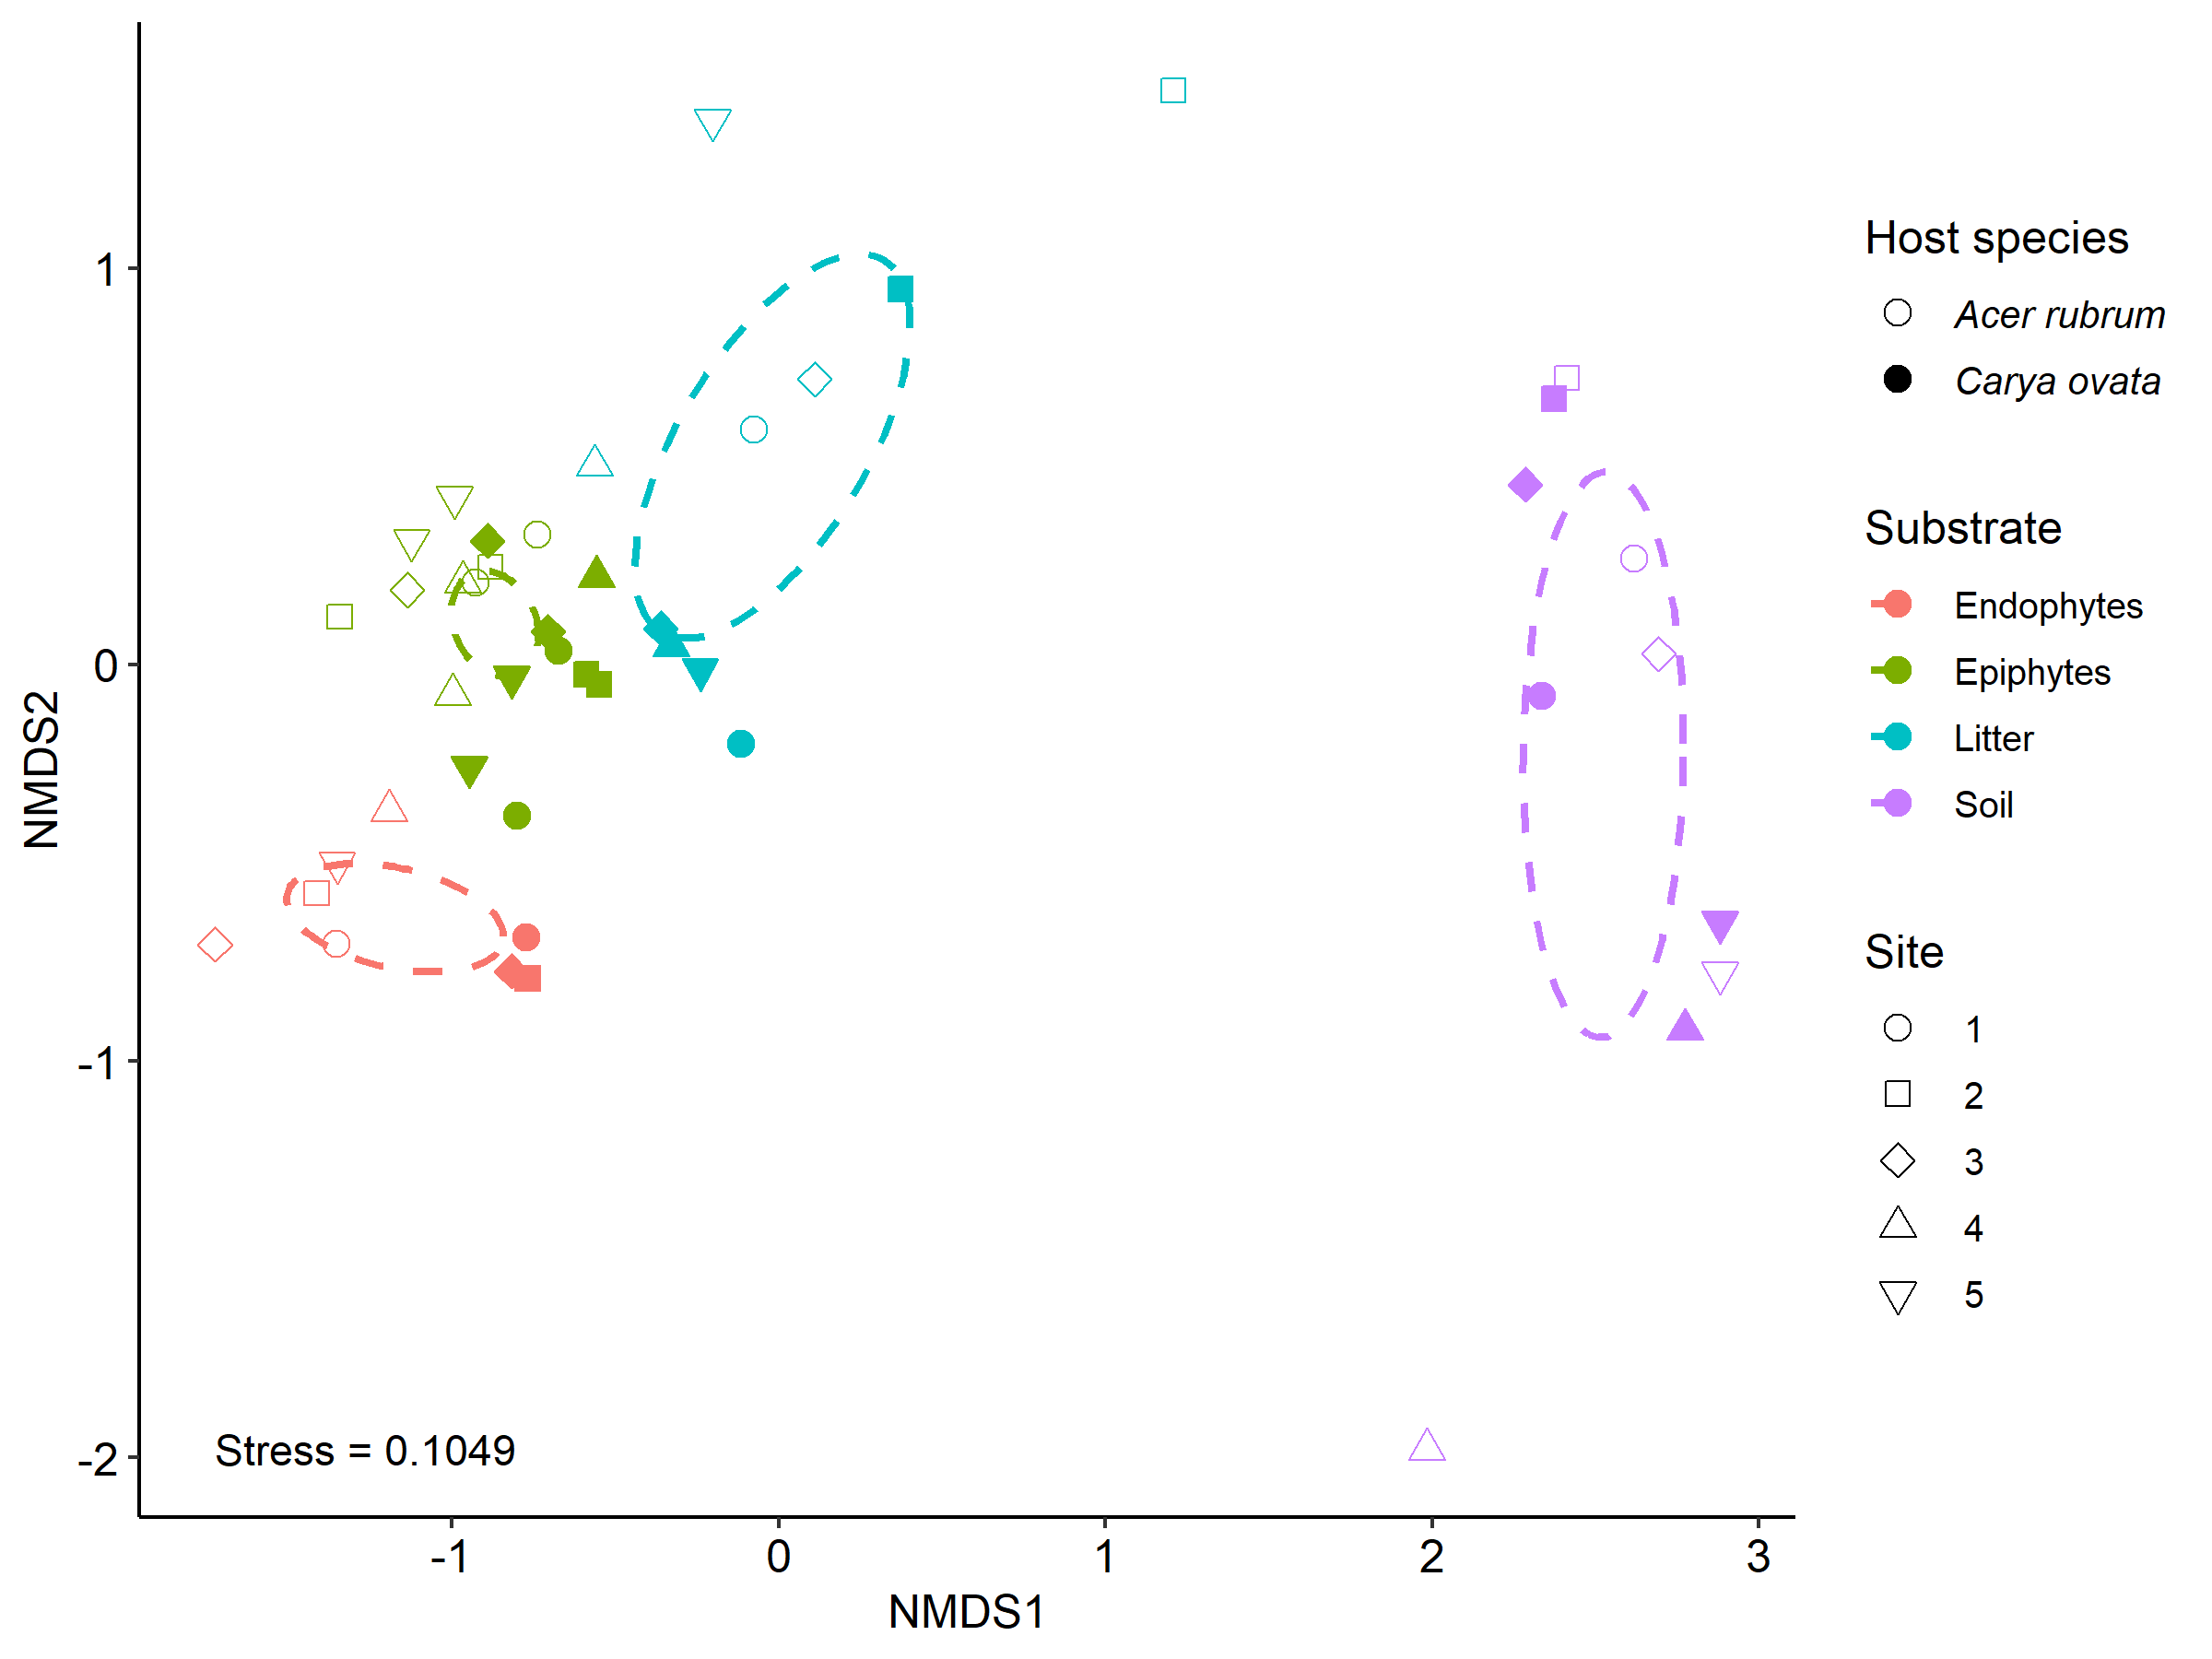 Host species
Acer rubrum
Carya ovata
Substrate
Endophytes
Epiphytes
Litter
Soil
Site
1
2
3
4
5
NMDS2
1
0
-1
-2
Stress = 0.1049
-1 0 1 2 3
NMDS1